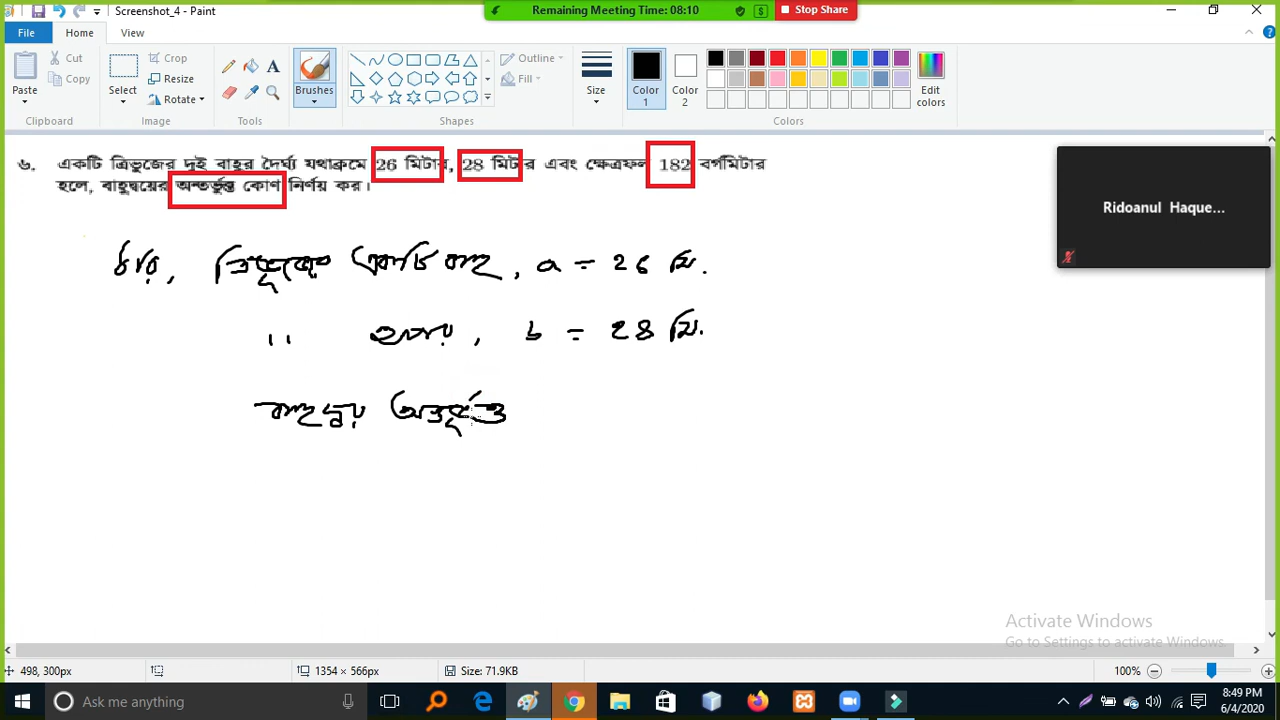 Screenshot_4 - Paint
Remaining Meeting Time: 08:10
Stop Share
File Home View
Paste
Cut
Copy
Clipboard
Select
Crop
Resize
Rotate
Image
Tools
Brushes
Shapes
Outline
Fill
Size
Color 1
Color 2
Edit colors
Colors
৬. একটি ত্রিভুজের দুই বাহুর দৈর্ঘ্য যথাক্রমে 26 মিটার, 28 মিটার এবং ক্ষেত্রফল 182 বর্গমিটার
হলে, বাহুদ্বয়ের অন্তর্ভুক্ত কোণ নির্ণয় কর।
Ridoanul Haque...
ধরি, ত্রিভুজের একটি বাহু, a = 26 মি.
" অপর, b = 28 মি.
বাহুদ্বয় অন্তর্ভুক্ত
Activate Windows
Go to Settings to activate Windows.
498, 300px
1354 × 566px
Size: 71.9KB
100%
Ask me anything
8:49 PM
6/4/2020